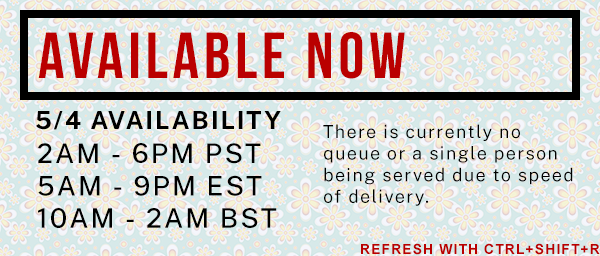 AVAILABLE NOW
5/4 AVAILABILITY
2AM - 6PM PST
5AM - 9PM EST
10AM - 2AM BST
There is currently no
queue or a single person
being served due to speed
of delivery.
REFRESH WITH CTRL+SHIFT+R